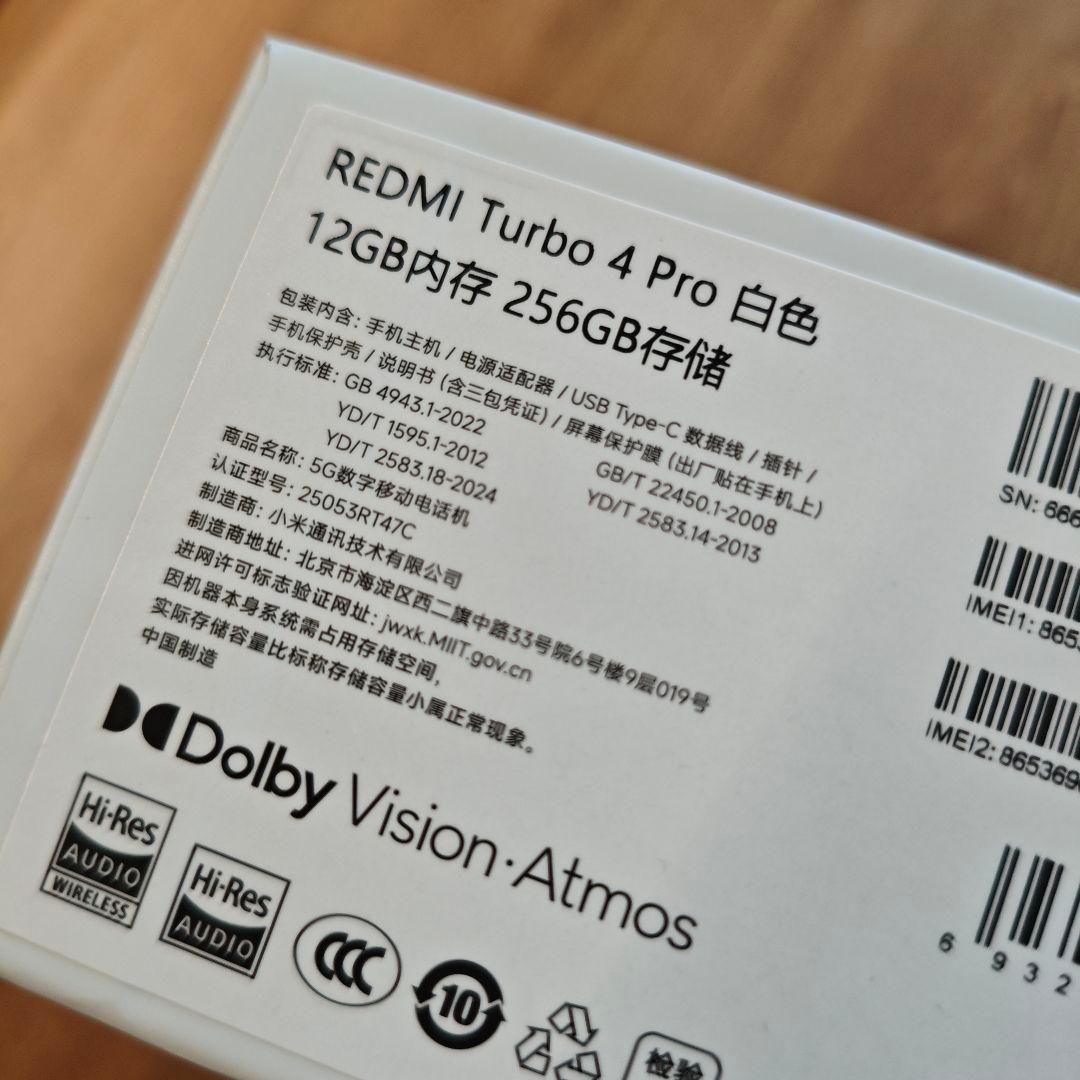 REDMI Turbo 4 Pro 白色
12GB内存 256GB存储
包装内含: 手机主机 / 电源适配器 / USB Type-C 数据线 / 插针 /
手机保护壳 / 说明书 (含三包凭证) / 屏幕保护膜 (出厂贴在手机上)
执行标准: GB 4943.1-2022 GB/T 22450.1-2008
YD/T 1595.1-2012 YD/T 2583.14-2013
YD/T 2583.18-2024
商品名称: 5G数字移动电话机
认证型号: 25053RT47C
制造商: 小米通讯技术有限公司
制造商地址: 北京市海淀区西二旗中路33号院6号楼9层019号
进网许可标志验证网址: jwxk.MIIT.gov.cn
因机器本身系统需占用存储空间,
实际存储容量比标称存储容量小属正常现象。
中国制造
Dolby Vision·Atmos
Hi-Res
AUDIO
WIRELESS
Hi-Res
AUDIO
CCC
10
检验
SN: 666
IMEI1: 865
IMEI2: 865369
6 932